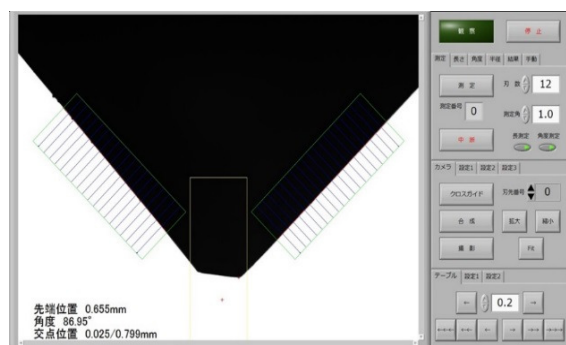 観察
停止
測定 長さ 角度 半径 結果 手動
測定
刃数 12
測定番号 0
測定角 1.0
中断
長測定 角度測定
カメラ 設定1 設定2 設定3
クロスガイド
刃先番号 0
合成
拡大
縮小
撮影
Fit
テーブル 設定1 設定2
← 0.2 →
先端位置 0.655mm
角度 86.95°
交点位置 0.025/0.799mm